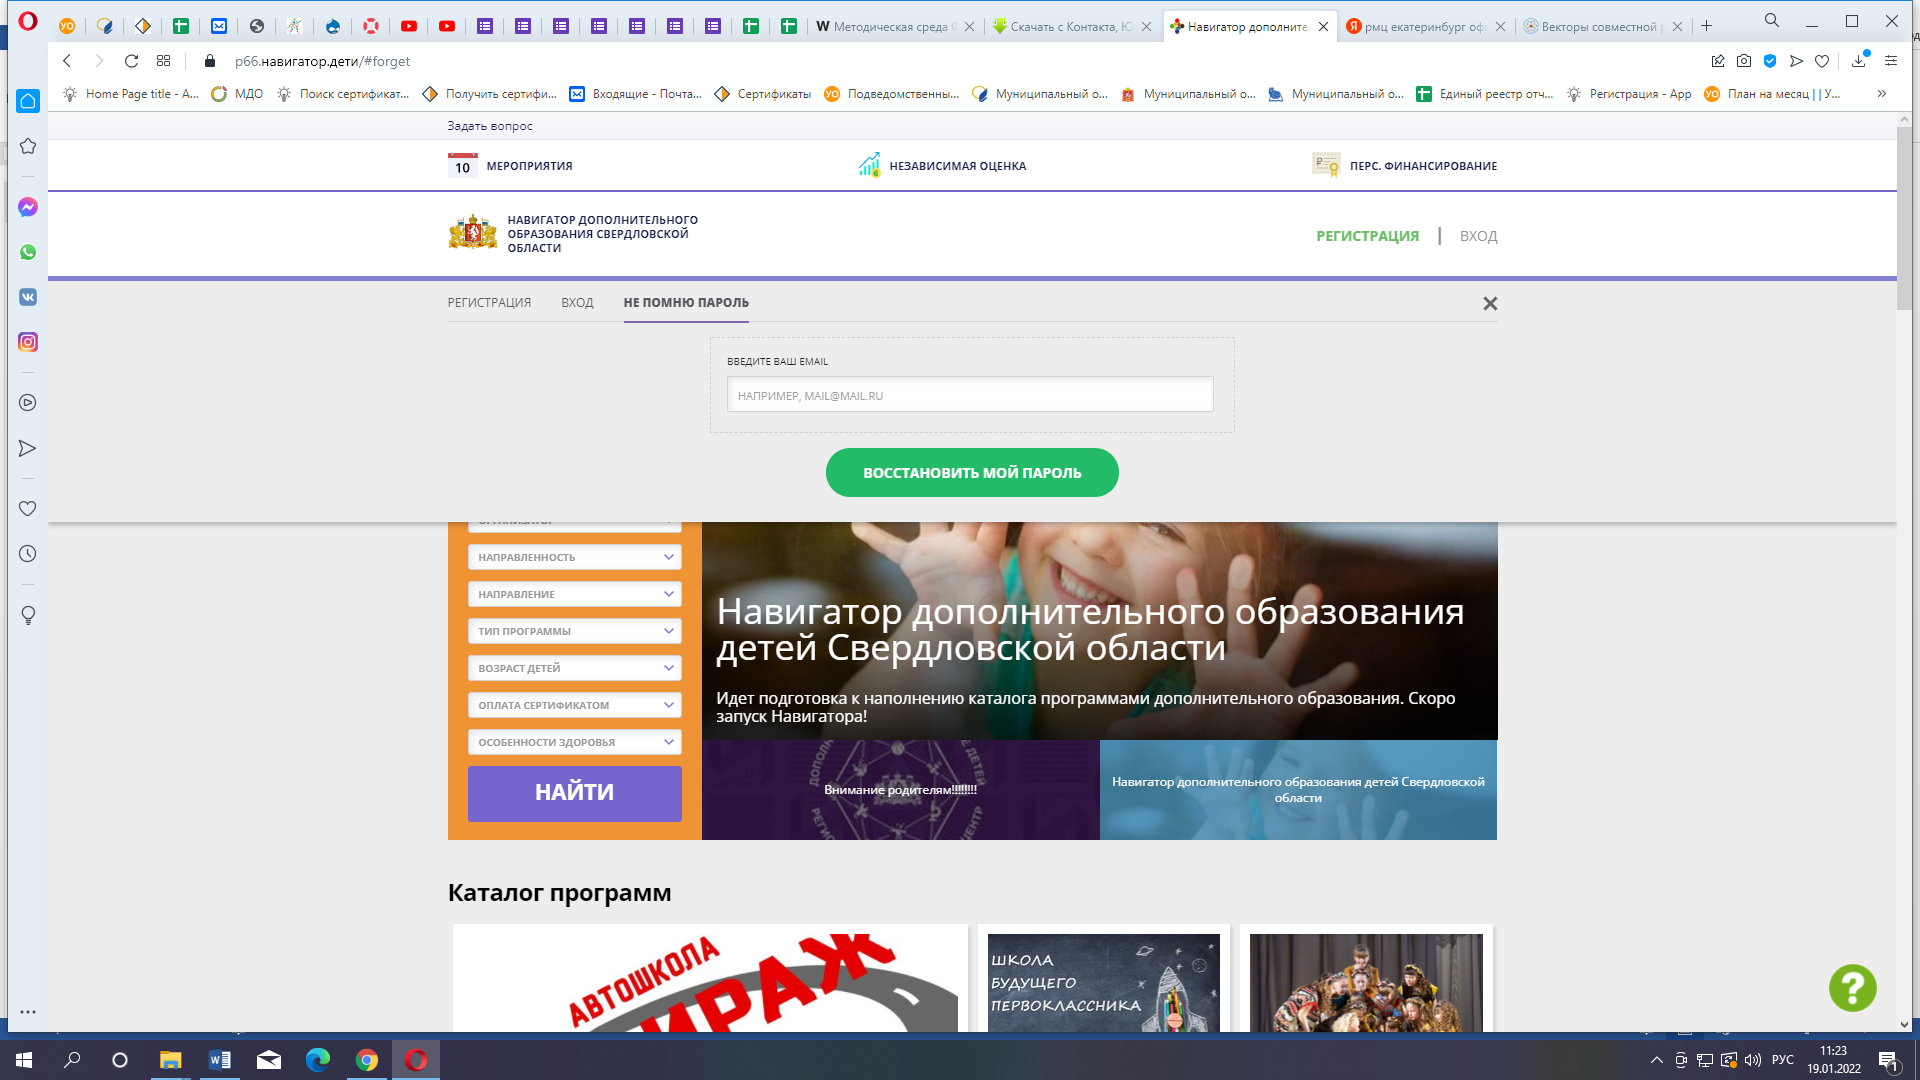 W Методическая среда
Скачать с Контакта, Ю
Навигатор дополните
рмц екатеринбург оф
Векторы совместной
p66.навигатор.дети/#forget
Home Page title - A...
МДО
Поиск сертификат...
Получить сертифи...
Входящие - Почта...
Сертификаты
Подведомственны...
Муниципальный о...
Муниципальный о...
Муниципальный о...
Единый реестр отч...
Регистрация - App
План на месяц | | У...
Задать вопрос
10 МЕРОПРИЯТИЯ
НЕЗАВИСИМАЯ ОЦЕНКА
ПЕРС. ФИНАНСИРОВАНИЕ
НАВИГАТОР ДОПОЛНИТЕЛЬНОГО
ОБРАЗОВАНИЯ СВЕРДЛОВСКОЙ
ОБЛАСТИ
РЕГИСТРАЦИЯ | ВХОД
РЕГИСТРАЦИЯ
ВХОД
НЕ ПОМНЮ ПАРОЛЬ
ВВЕДИТЕ ВАШ EMAIL
НАПРИМЕР, MAIL@MAIL.RU
ВОССТАНОВИТЬ МОЙ ПАРОЛЬ
НАПРАВЛЕННОСТЬ
НАПРАВЛЕНИЕ
ТИП ПРОГРАММЫ
ВОЗРАСТ ДЕТЕЙ
ОПЛАТА СЕРТИФИКАТОМ
ОСОБЕННОСТИ ЗДОРОВЬЯ
НАЙТИ
Навигатор дополнительного образования
детей Свердловской области
Идет подготовка к наполнению каталога программами дополнительного образования. Скоро
запуск Навигатора!
Внимание родителям!!!!!!!!
Навигатор дополнительного образования детей Свердловской
области
Каталог программ
АВТОШКОЛА
ИРАЖ
ШКОЛА
БУДУЩЕГО
ПЕРВОКЛАССНИКА
РУС
11:23
19.01.2022
1